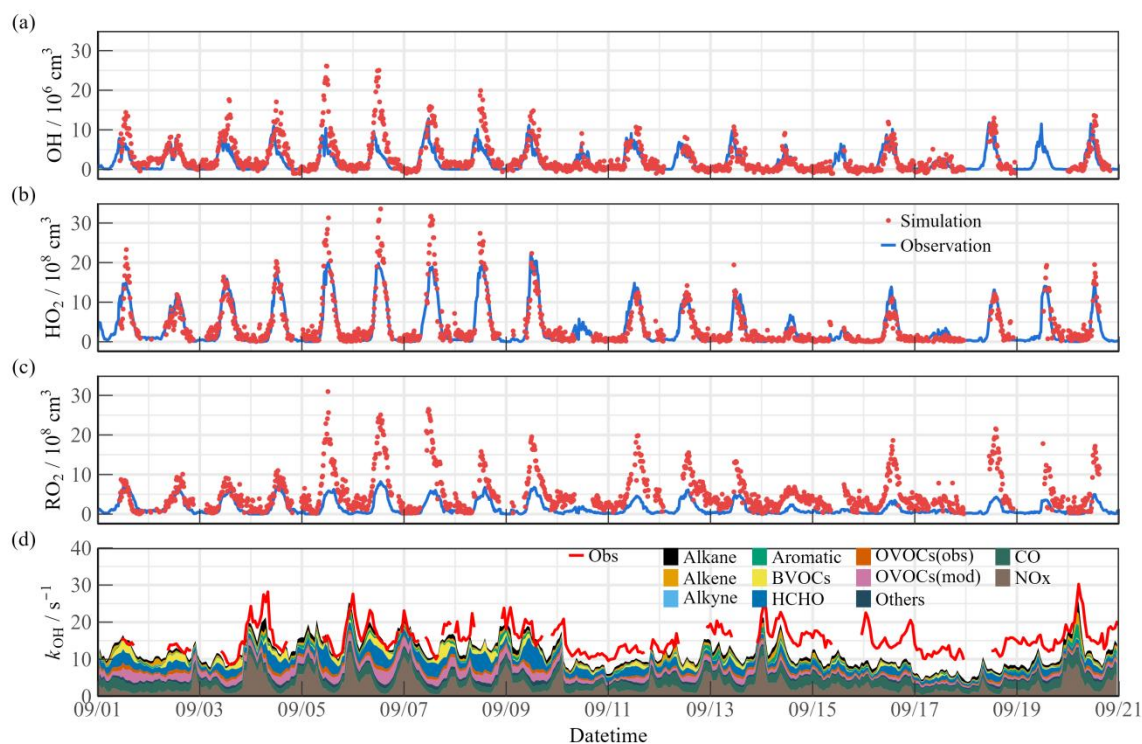 (a)
OH / 10⁶ cm³
30
20
10
0
(b)
HO₂ / 10⁸ cm³
30
20
10
0
Simulation
Observation
(c)
RO₂ / 10⁸ cm³
30
20
10
0
(d)
k_OH / s⁻¹
40
30
20
10
0
Obs
Alkane Aromatic OVOCs(obs) CO
Alkene BVOCs OVOCs(mod) NOx
Alkyne HCHO Others
09/01 09/03 09/05 09/07 09/09 09/11 09/13 09/15 09/17 09/19 09/21
Datetime